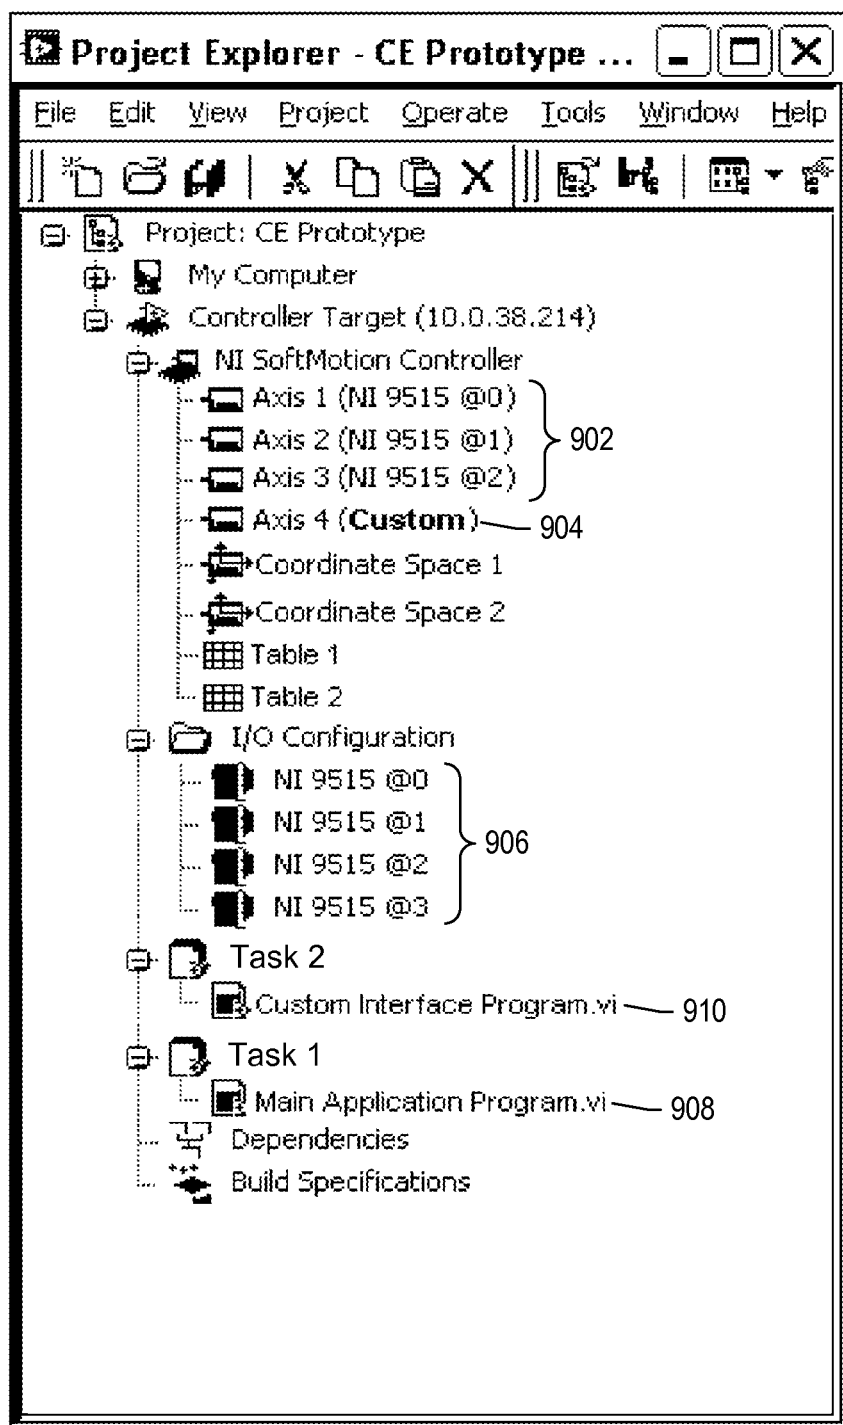 Project Explorer - CE Prototype ...
File Edit View Project Operate Tools Window Help
Project: CE Prototype
My Computer
Controller Target (10.0.38.214)
NI SoftMotion Controller
Axis 1 (NI 9515 @0)
Axis 2 (NI 9515 @1) 902
Axis 3 (NI 9515 @2)
Axis 4 (Custom) 904
Coordinate Space 1
Coordinate Space 2
Table 1
Table 2
I/O Configuration
NI 9515 @0
NI 9515 @1
906
NI 9515 @2
NI 9515 @3
Task 2
Custom Interface Program.vi 910
Task 1
Main Application Program.vi 908
Dependencies
Build Specifications